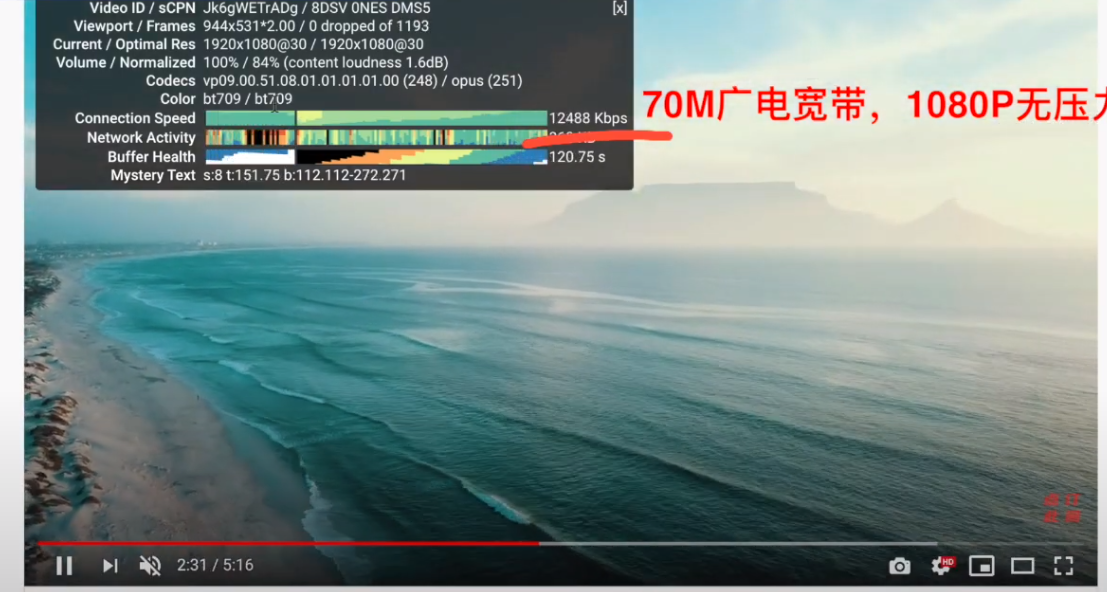 Video ID / sCPN Jk6gWETrADg / 8DSV 0NES DMS5 [x]
Viewport / Frames 944x531*2.00 / 0 dropped of 1193
Current / Optimal Res 1920x1080@30 / 1920x1080@30
Volume / Normalized 100% / 84% (content loudness 1.6dB)
Codecs vp09.00.51.08.01.01.01.01.00 (248) / opus (251)
Color bt709 / bt709
Connection Speed 12488 Kbps
70M广电宽带，1080P无压力
Network Activity
Buffer Health 120.75 s
Mystery Text s:8 t:151.75 b:112.112-272.271
2:31 / 5:16
HD